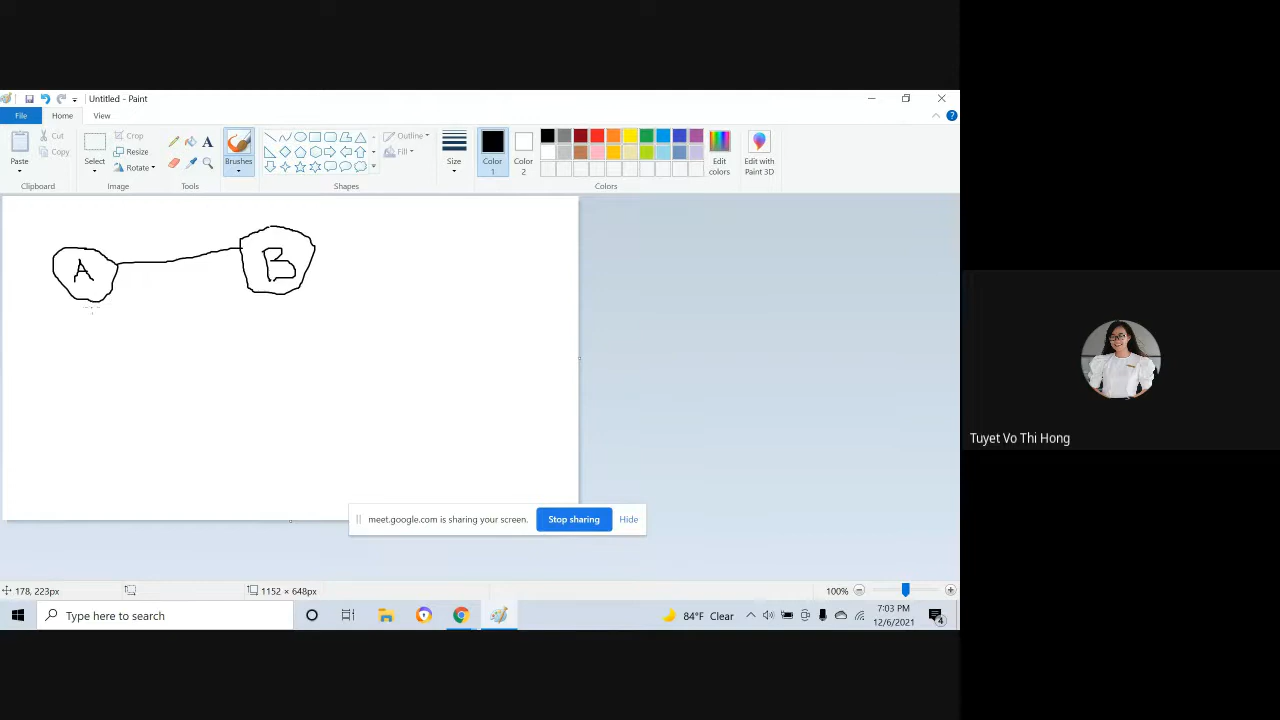 Untitled - Paint
File Home View
Paste
Cut
Copy
Clipboard
Select
Crop
Resize
Rotate
Image
A
Tools
Brushes
Shapes
Outline
Fill
Size
Color 1
Color 2
Colors
Edit colors
Edit with Paint 3D
A
B
Tuyet Vo Thi Hong
meet.google.com is sharing your screen. Stop sharing Hide
178, 223px
1152 × 648px
100%
Type here to search
84°F Clear
7:03 PM
12/6/2021
4